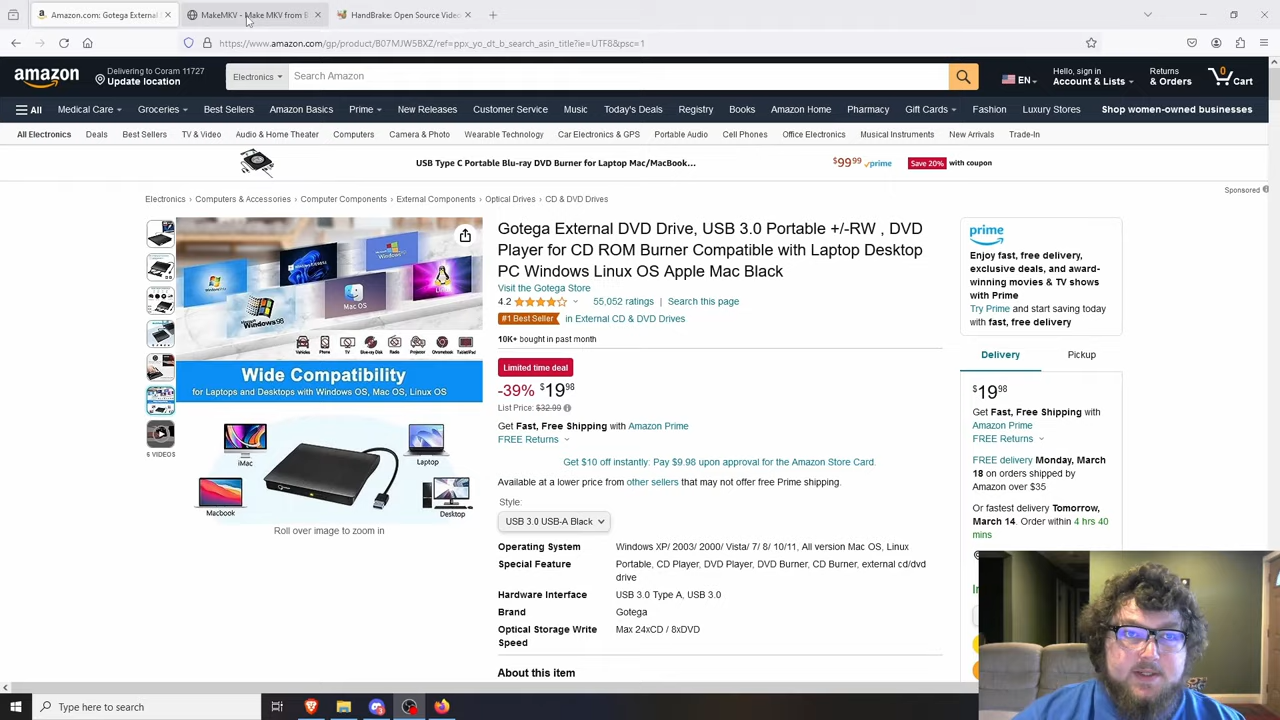 Amazon.com: Gotega External
MakeMKV - Make MKV from B
HandBrake: Open Source Vide
https://www.amazon.com/gp/product/B07MJW5BXZ/ref=ppx_yo_dt_b_search_asin_title?ie=UTF8&psc=1
amazon
Delivering to Coram 11727
Update location
Electronics
Search Amazon
EN
Hello, sign in
Account & Lists
Returns
& Orders
0
Cart
All
Medical Care
Groceries
Best Sellers
Amazon Basics
Prime
New Releases
Customer Service
Music
Today's Deals
Registry
Books
Amazon Home
Pharmacy
Gift Cards
Fashion
Luxury Stores
Shop women-owned businesses
All Electronics
Deals
Best Sellers
TV & Video
Audio & Home Theater
Computers
Camera & Photo
Wearable Technology
Car Electronics & GPS
Portable Audio
Cell Phones
Office Electronics
Musical Instruments
New Arrivals
Trade-In
USB Type C Portable Blu-ray DVD Burner for Laptop Mac/MacBook...
$99.99 prime
Save 20% with coupon
Sponsored
Electronics › Computers & Accessories › Computer Components › External Components › Optical Drives › CD & DVD Drives
Gotega External DVD Drive, USB 3.0 Portable +/-RW , DVD
Player for CD ROM Burner Compatible with Laptop Desktop
PC Windows Linux OS Apple Mac Black
Visit the Gotega Store
4.2
55,052 ratings | Search this page
#1 Best Seller in External CD & DVD Drives
10K+ bought in past month
Limited time deal
-39% $19.98
List Price: $32.99
Get Fast, Free Shipping with Amazon Prime
FREE Returns
Get $10 off instantly: Pay $9.98 upon approval for the Amazon Store Card.
Available at a lower price from other sellers that may not offer free Prime shipping.
Style:
USB 3.0 USB-A Black
Operating System Windows XP/ 2003/ 2000/ Vista/ 7/ 8/ 10/11, All version Mac OS, Linux
Special Feature Portable, CD Player, DVD Player, DVD Burner, CD Burner, external cd/dvd
drive
Hardware Interface USB 3.0 Type A, USB 3.0
Brand Gotega
Optical Storage Write Max 24xCD / 8xDVD
Speed
About this item
Mac OS
Linux
Windows98
Wide Compatibility
for Laptops and Desktops with Windows OS, Mac OS, Linux OS
iMac
Laptop
Macbook
Desktop
6 VIDEOS
Roll over image to zoom in
prime
Enjoy fast, free delivery,
exclusive deals, and award-
winning movies & TV shows
with Prime
Try Prime and start saving today
with fast, free delivery
Delivery
Pickup
$19.98
Get Fast, Free Shipping with
Amazon Prime
FREE Returns
FREE delivery Monday, March
18 on orders shipped by
Amazon over $35
Or fastest delivery Tomorrow,
March 14. Order within 4 hrs 40
mins
Type here to search